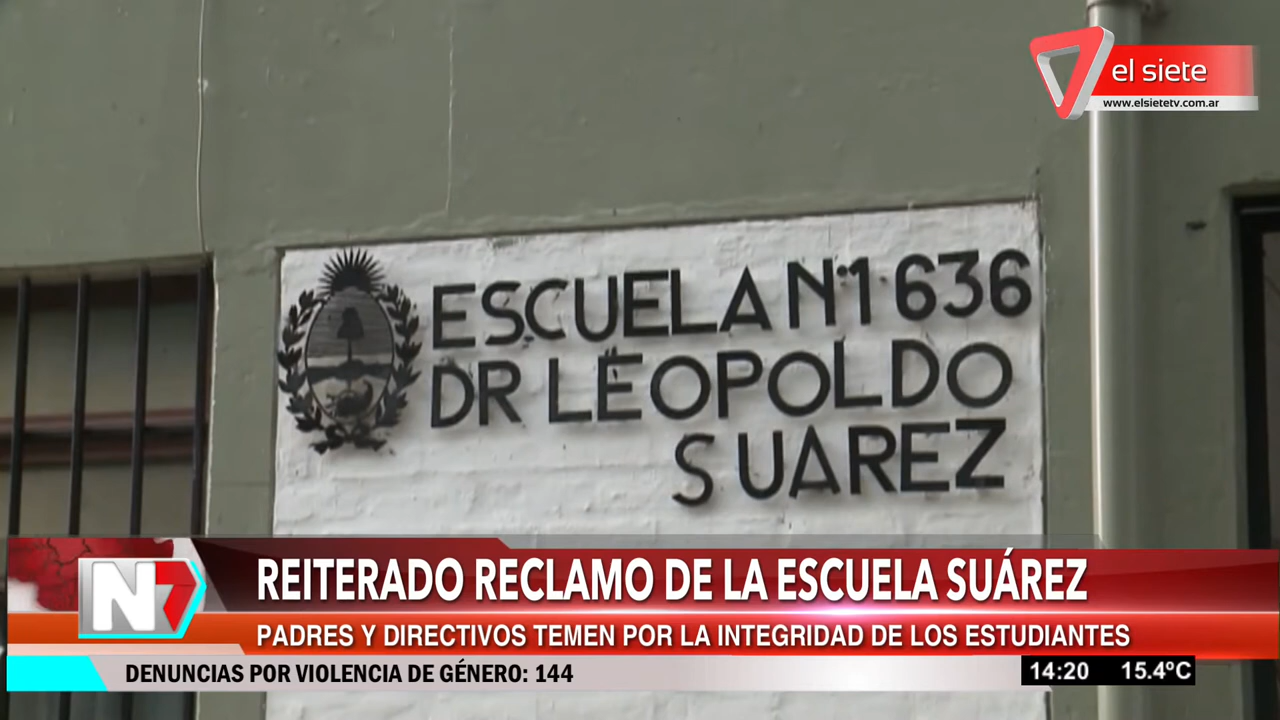 el siete
www.elsietetv.com.ar
ESCUELA Nº1 636
DR LEOPOLDO
SUAREZ
N7
REITERADO RECLAMO DE LA ESCUELA SUÁREZ
PADRES Y DIRECTIVOS TEMEN POR LA INTEGRIDAD DE LOS ESTUDIANTES
DENUNCIAS POR VIOLENCIA DE GÉNERO: 144
14:20 15.4°C